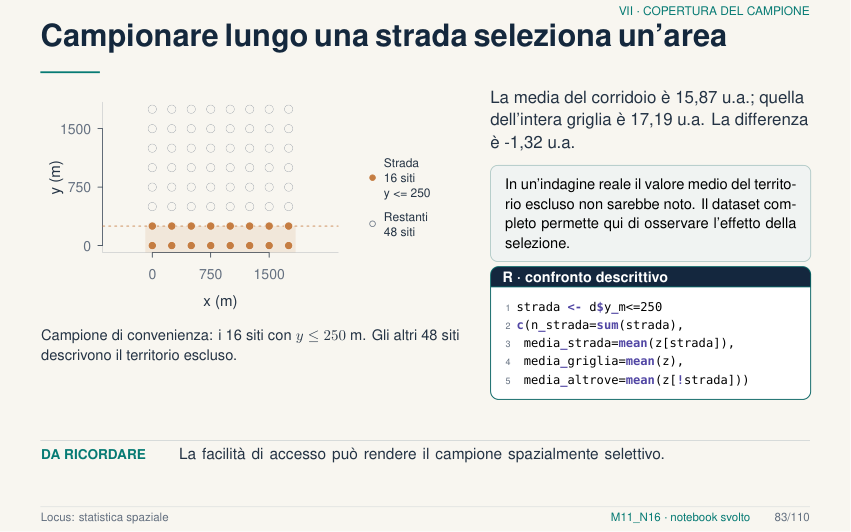 VII · COPERTURA DEL CAMPIONE
Campionare lungo una strada seleziona un’area
1500
750
0
y (m)
0 750 1500
x (m)
Strada
16 siti
y <= 250
Restanti
48 siti
Campione di convenienza: i 16 siti con y ≤ 250 m. Gli altri 48 siti
descrivono il territorio escluso.
La media del corridoio è 15,87 u.a.; quella
dell’intera griglia è 17,19 u.a. La differenza
è -1,32 u.a.
In un’indagine reale il valore medio del territo-
rio escluso non sarebbe noto. Il dataset com-
pleto permette qui di osservare l’effetto della
selezione.
R · confronto descrittivo
1 strada <- d$y_m<=250
2 c(n_strada=sum(strada),
3 media_strada=mean(z[strada]),
4 media_griglia=mean(z),
5 media_altrove=mean(z[!strada]))
DA RICORDARE La facilità di accesso può rendere il campione spazialmente selettivo.
Locus: statistica spaziale M11_N16 · notebook svolto 83/110